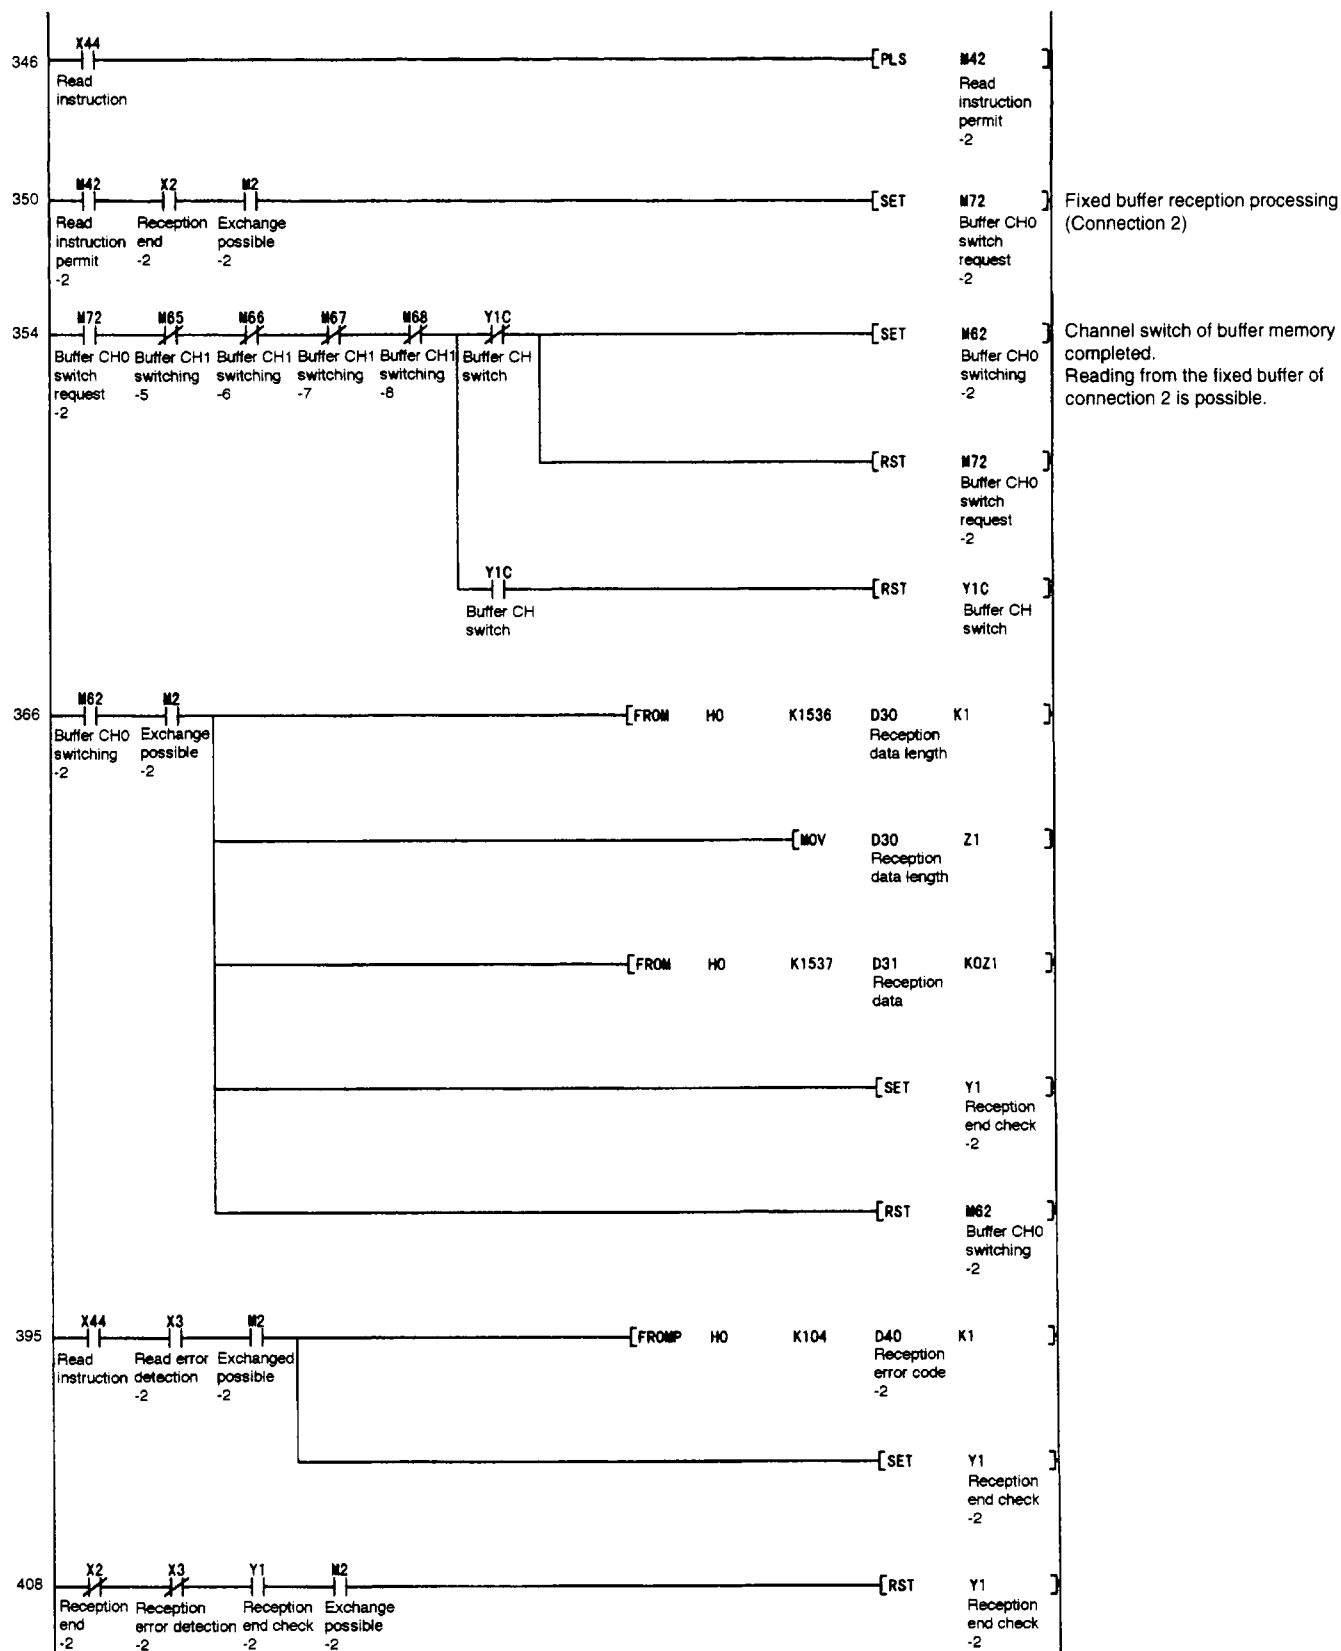 X44
346 [PLS M42 ]
Read
instruction
Read
instruction
permit
-2
M42 X2 M2
350 [SET M72 ] Fixed buffer reception processing
(Connection 2)
Read
instruction
permit
-2
Reception
end
-2
Exchange
possible
-2
Buffer CH0
switch
request
-2
M72 M65 M66 M67 M68 Y1C
354 [SET M62 ] Channel switch of buffer memory
completed.
Reading from the fixed buffer of
connection 2 is possible.
Buffer CH0
switch
request
-2
Buffer CH1
switching
-5
Buffer CH1
switching
-6
Buffer CH1
switching
-7
Buffer CH1
switching
-8
Buffer CH
switch
Buffer CH0
switching
-2
[RST M72 ]
Buffer CH0
switch
request
-2
Y1C
[RST Y1C ]
Buffer CH
switch
Buffer CH
switch
M62 M2
366 [FROM H0 K1536 D30 K1 ]
Buffer CH0
switching
-2
Exchange
possible
-2
Reception
data length
[MOV D30 Z1 ]
Reception
data length
[FROM H0 K1537 D31 K0Z1 ]
Reception
data
[SET Y1 ]
Reception
end check
-2
[RST M62 ]
Buffer CH0
switching
-2
X44 X3 M2
395 [FROMP H0 K104 D40 K1 ]
Read
instruction
Read error
detection
-2
Exchanged
possible
-2
Reception
error code
-2
[SET Y1 ]
Reception
end check
-2
X2 X3 Y1 M2
408 [RST Y1 ]
Reception
end
-2
Reception
error detection
-2
Reception
end check
-2
Exchange
possible
-2
Reception
end check
-2